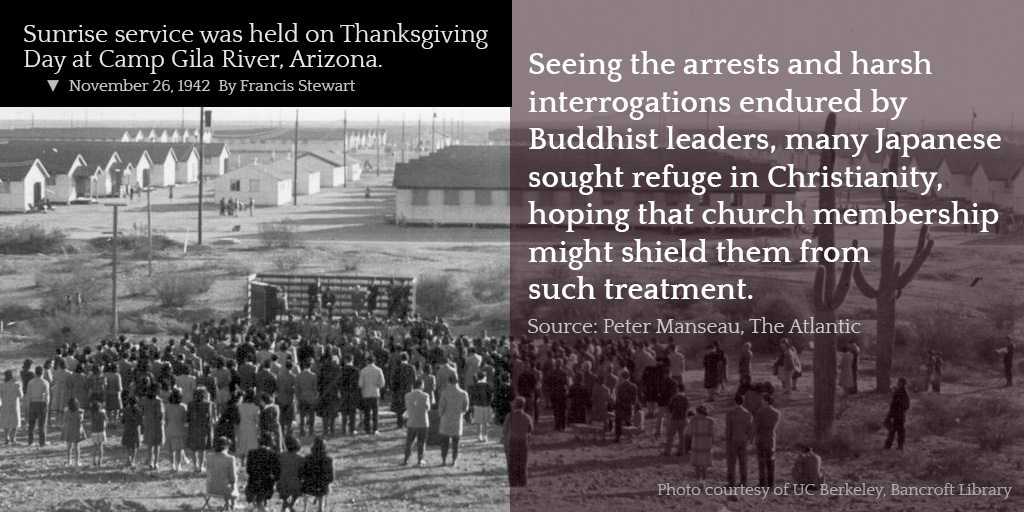 Sunrise service was held on Thanksgiving
Day at Camp Gila River, Arizona.
▼ November 26, 1942 By Francis Stewart
Seeing the arrests and harsh
interrogations endured by
Buddhist leaders, many Japanese
sought refuge in Christianity,
hoping that church membership
might shield them from
such treatment.
Source: Peter Manseau, The Atlantic
Photo courtesy of UC Berkeley, Bancroft Library